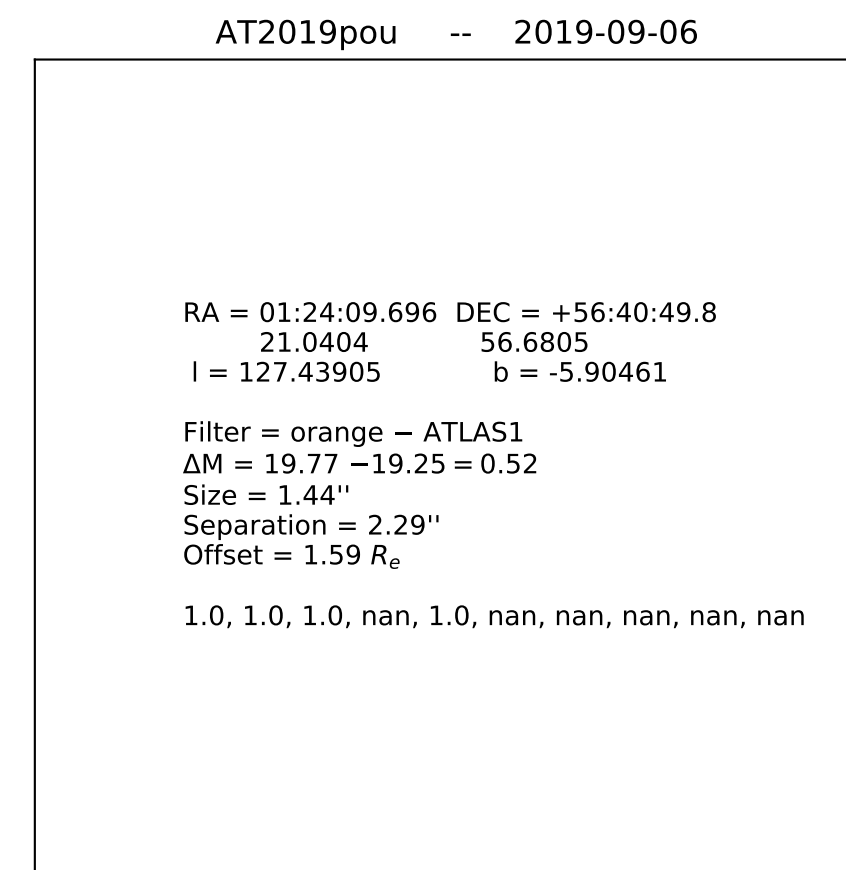 AT2019pou -- 2019-09-06
RA = 01:24:09.696 DEC = +56:40:49.8
21.0404 56.6805
l = 127.43905 b = -5.90461
Filter = orange − ATLAS1
ΔM = 19.77 −19.25 = 0.52
Size = 1.44''
Separation = 2.29''
Offset = 1.59 Re
1.0, 1.0, 1.0, nan, 1.0, nan, nan, nan, nan, nan